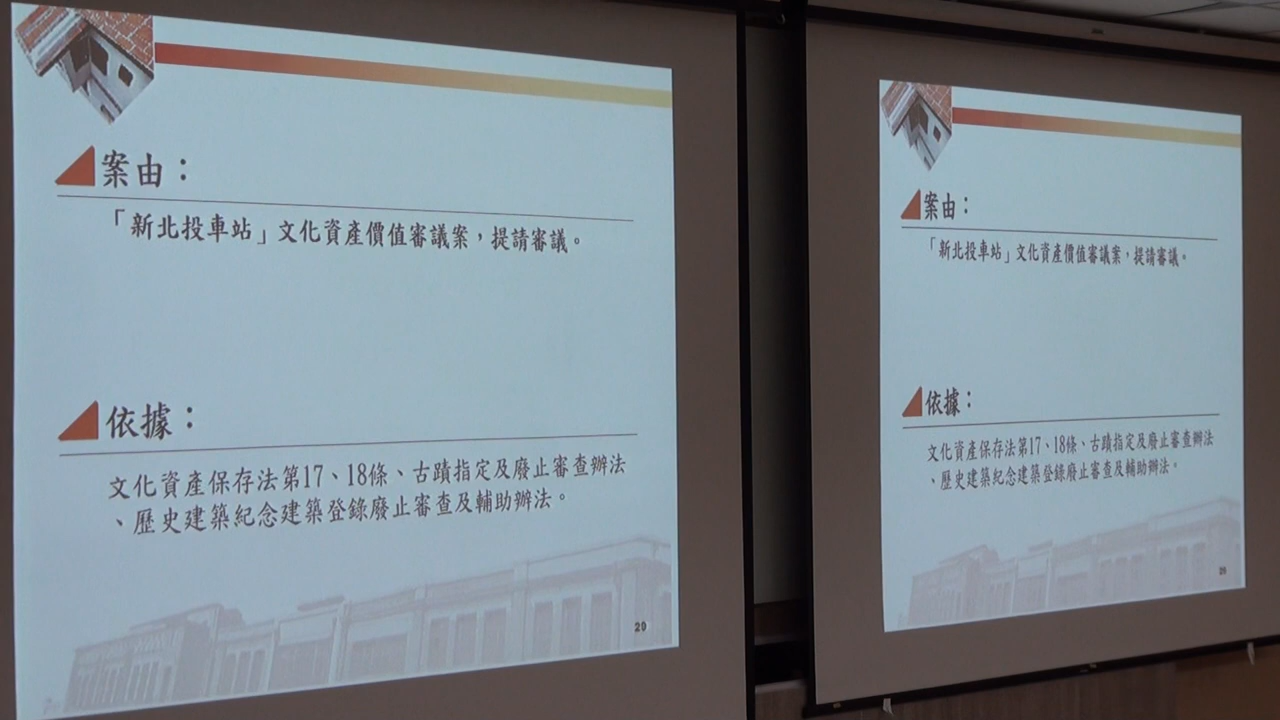 案由：
「新北投車站」文化資產價值審議案，提請審議。
依據：
文化資產保存法第17、18條、古蹟指定及廢止審查辦法
、歷史建築紀念建築登錄廢止審查及輔助辦法。
20
案由：
「新北投車站」文化資產價值審議案，提請審議。
依據：
文化資產保存法第17、18條、古蹟指定及廢止審查辦法
、歷史建築紀念建築登錄廢止審查及輔助辦法。
20